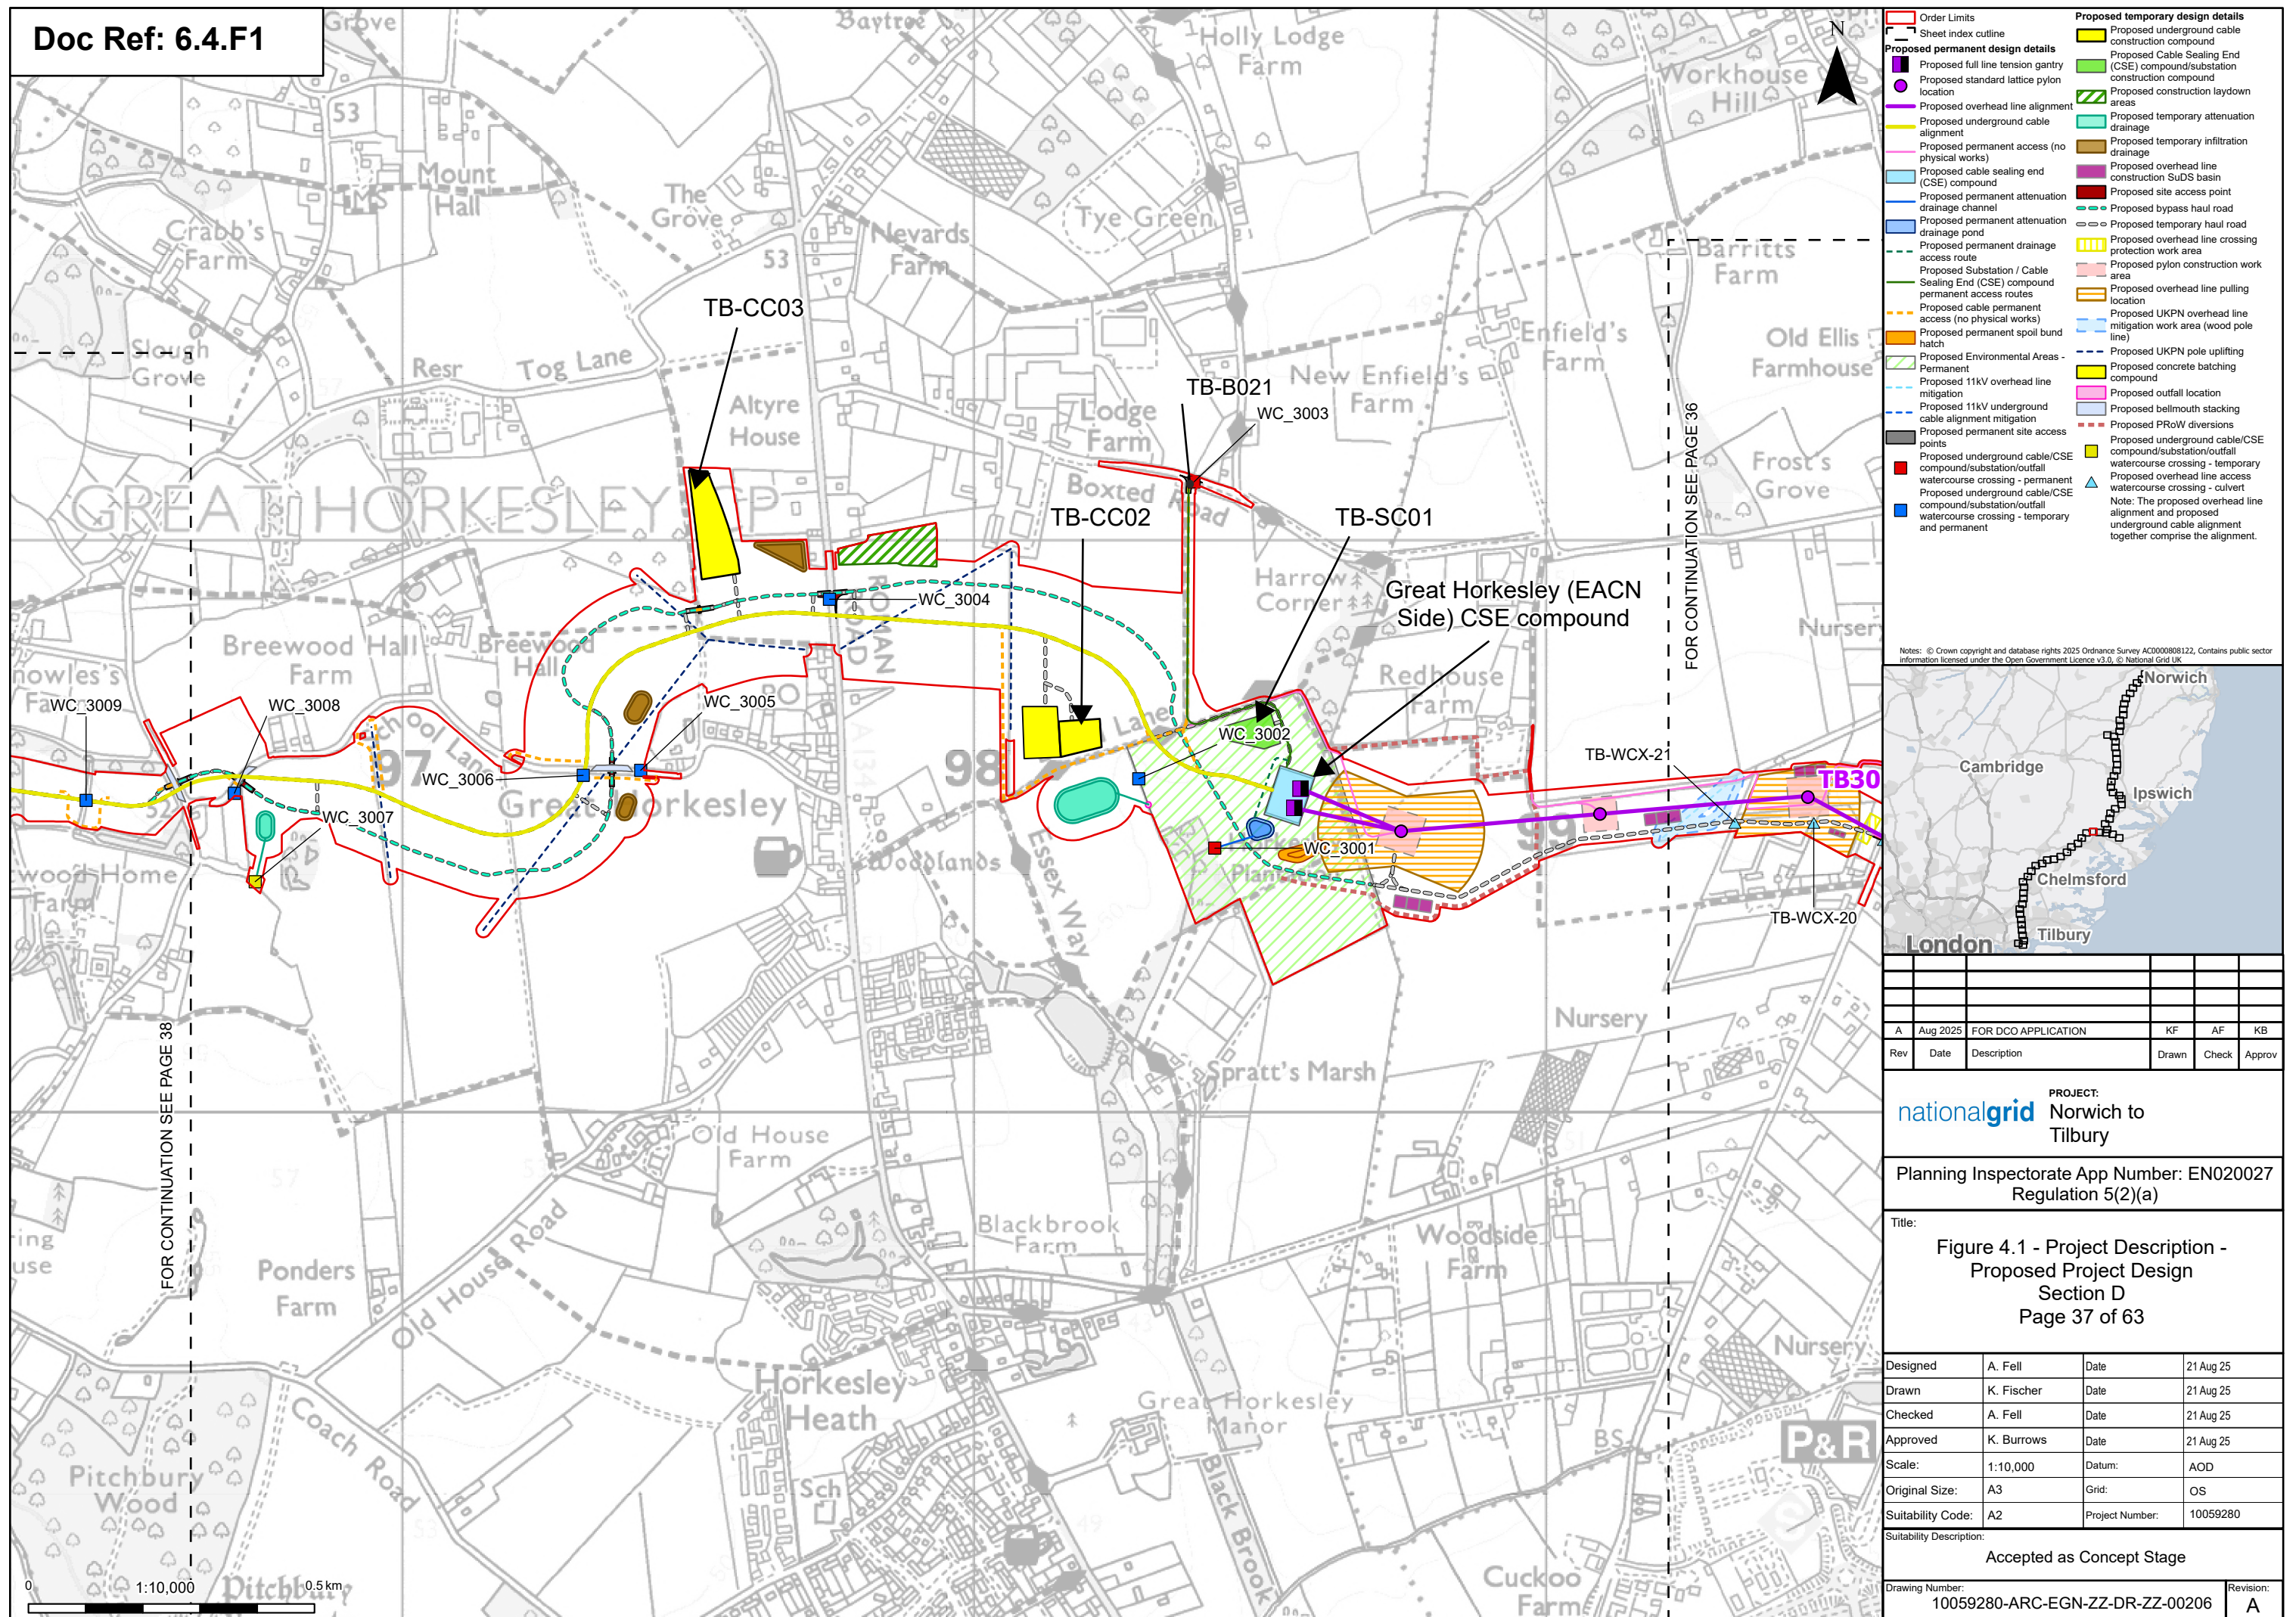 Doc Ref: 6.4.F1
Grove
Baytree
Holly Lodge
Farm
Workhouse
Hill
N
53
Mount
Hall
MS
The
Grove
Tye Green
Crabb's
Farm
Nevards
Farm
53
Barritts
Farm
TB-CC03
Slough
Grove
Resr
Tog Lane
Enfield's
Farm
Old Ellis
Farmhouse
TB-B021
New Enfield's
Farm
WC_3003
Altyre
House
Lodge
Farm
FOR CONTINUATION SEE PAGE 36
Frost's
Grove
GREAT HORKESLEY CP
Boxted Road
TB-CC02
TB-SC01
Harrow
Corner
Great Horkesley (EACN
Side) CSE compound
WC_3004
ROMAN
ROAD
Breewood Hall
Farm
Breewood
Hall
Redhouse
Farm
WC_3009
WC_3008
WC_3005
PO
A134
Lane
WC_3002
School Lane
97
98
99
WC_3006
Great Horkesley
TB-WCX-21
TB30
WC_3007
52
WC_3001
Woodlands
Essex Way
Plantation
TB-WCX-20
wood-Home
Farm
Nursery
FOR CONTINUATION SEE PAGE 38
Spratt's Marsh
57
Old House
Farm
Ponders
Farm
Old House Road
Blackbrook
Farm
Woodside
Farm
Horkesley
Heath
Great Horkesley
Manor
Nursery
Coach Road
BS
P&R
Pitchbury
Wood
Sch
Black Brook
49
Cuckoo
Farm
Pitchbury
0
1:10,000
0.5 km
Order Limits
Sheet index cutline
Proposed permanent design details
Proposed full line tension gantry
Proposed standard lattice pylon
location
Proposed overhead line alignment
Proposed underground cable
alignment
Proposed permanent access (no
physical works)
Proposed cable sealing end
(CSE) compound
Proposed permanent attenuation
drainage channel
Proposed permanent attenuation
drainage pond
Proposed permanent drainage
access route
Proposed Substation / Cable
Sealing End (CSE) compound
permanent access routes
Proposed cable permanent
access (no physical works)
Proposed permanent spoil bund
hatch
Proposed Environmental Areas -
Permanent
Proposed 11kV overhead line
mitigation
Proposed 11kV underground
cable alignment mitigation
Proposed permanent site access
points
Proposed underground cable/CSE
compound/substation/outfall
watercourse crossing - permanent
Proposed underground cable/CSE
compound/substation/outfall
watercourse crossing - temporary
and permanent
Proposed temporary design details
Proposed underground cable
construction compound
Proposed Cable Sealing End
(CSE) compound/substation
construction compound
Proposed construction laydown
areas
Proposed temporary attenuation
drainage
Proposed temporary infiltration
drainage
Proposed overhead line
construction SuDS basin
Proposed site access point
Proposed bypass haul road
Proposed temporary haul road
Proposed overhead line crossing
protection work area
Proposed pylon construction work
area
Proposed overhead line pulling
location
Proposed UKPN overhead line
mitigation work area (wood pole
line)
Proposed UKPN pole uplifting
Proposed concrete batching
compound
Proposed outfall location
Proposed bellmouth stacking
Proposed PRoW diversions
Proposed underground cable/CSE
compound/substation/outfall
watercourse crossing - temporary
Proposed overhead line access
watercourse crossing - culvert
Note: The proposed overhead line
alignment and proposed
underground cable alignment
together comprise the alignment.
Notes: © Crown copyright and database rights 2025 Ordnance Survey AC0000808122, Contains public sector
information licensed under the Open Government Licence v3.0, © National Grid UK
Norwich
Cambridge
Ipswich
Chelmsford
Tilbury
London
A Aug 2025 FOR DCO APPLICATION KF AF KB
Rev Date Description Drawn Check Approv
nationalgrid
PROJECT:
Norwich to
Tilbury
Planning Inspectorate App Number: EN020027
Regulation 5(2)(a)
Title:
Figure 4.1 - Project Description -
Proposed Project Design
Section D
Page 37 of 63
Designed A. Fell Date 21 Aug 25
Drawn K. Fischer Date 21 Aug 25
Checked A. Fell Date 21 Aug 25
Approved K. Burrows Date 21 Aug 25
Scale: 1:10,000 Datum: AOD
Original Size: A3 Grid: OS
Suitability Code: A2 Project Number: 10059280
Suitability Description:
Accepted as Concept Stage
Drawing Number:
10059280-ARC-EGN-ZZ-DR-ZZ-00206
Revision:
A